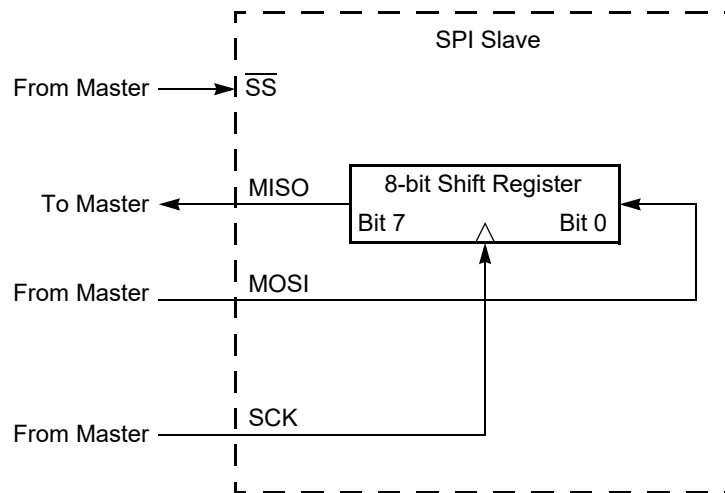 SPI Slave
From Master
S̅S̅
To Master
MISO
8-bit Shift Register
Bit 7
Bit 0
From Master
MOSI
From Master
SCK